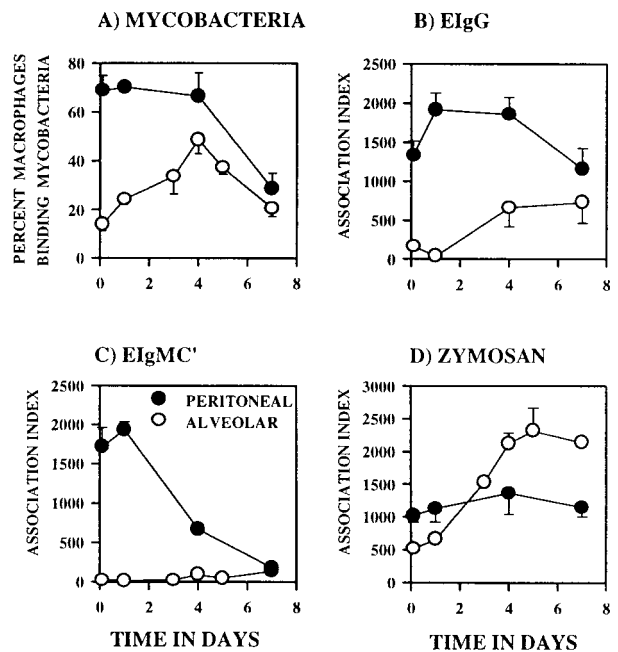 A) MYCOBACTERIA
PERCENT MACROPHAGES
BINDING MYCOBACTERIA
80
60
40
20
0
0 2 4 6 8
B) EIgG
ASSOCIATION INDEX
2500
2000
1500
1000
500
0
0 2 4 6 8
C) EIgMC'
ASSOCIATION INDEX
2500
2000
1500
1000
500
0
PERITONEAL
ALVEOLAR
0 2 4 6 8
TIME IN DAYS
D) ZYMOSAN
ASSOCIATION INDEX
3000
2500
2000
1500
1000
500
0
0 2 4 6 8
TIME IN DAYS